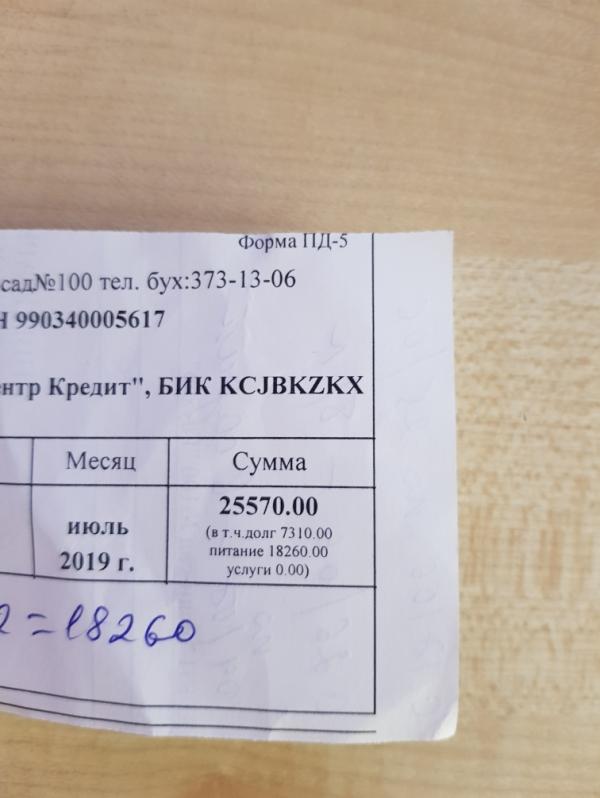 Форма ПД-5
сад№100 тел. бух:373-13-06
Н 990340005617
ентр Кредит", БИК KCJBKZKX
Месяц Сумма
июль 2019 г.
25570.00
(в т.ч.долг 7310.00
питание 18260.00
услуги 0.00)
2=18260